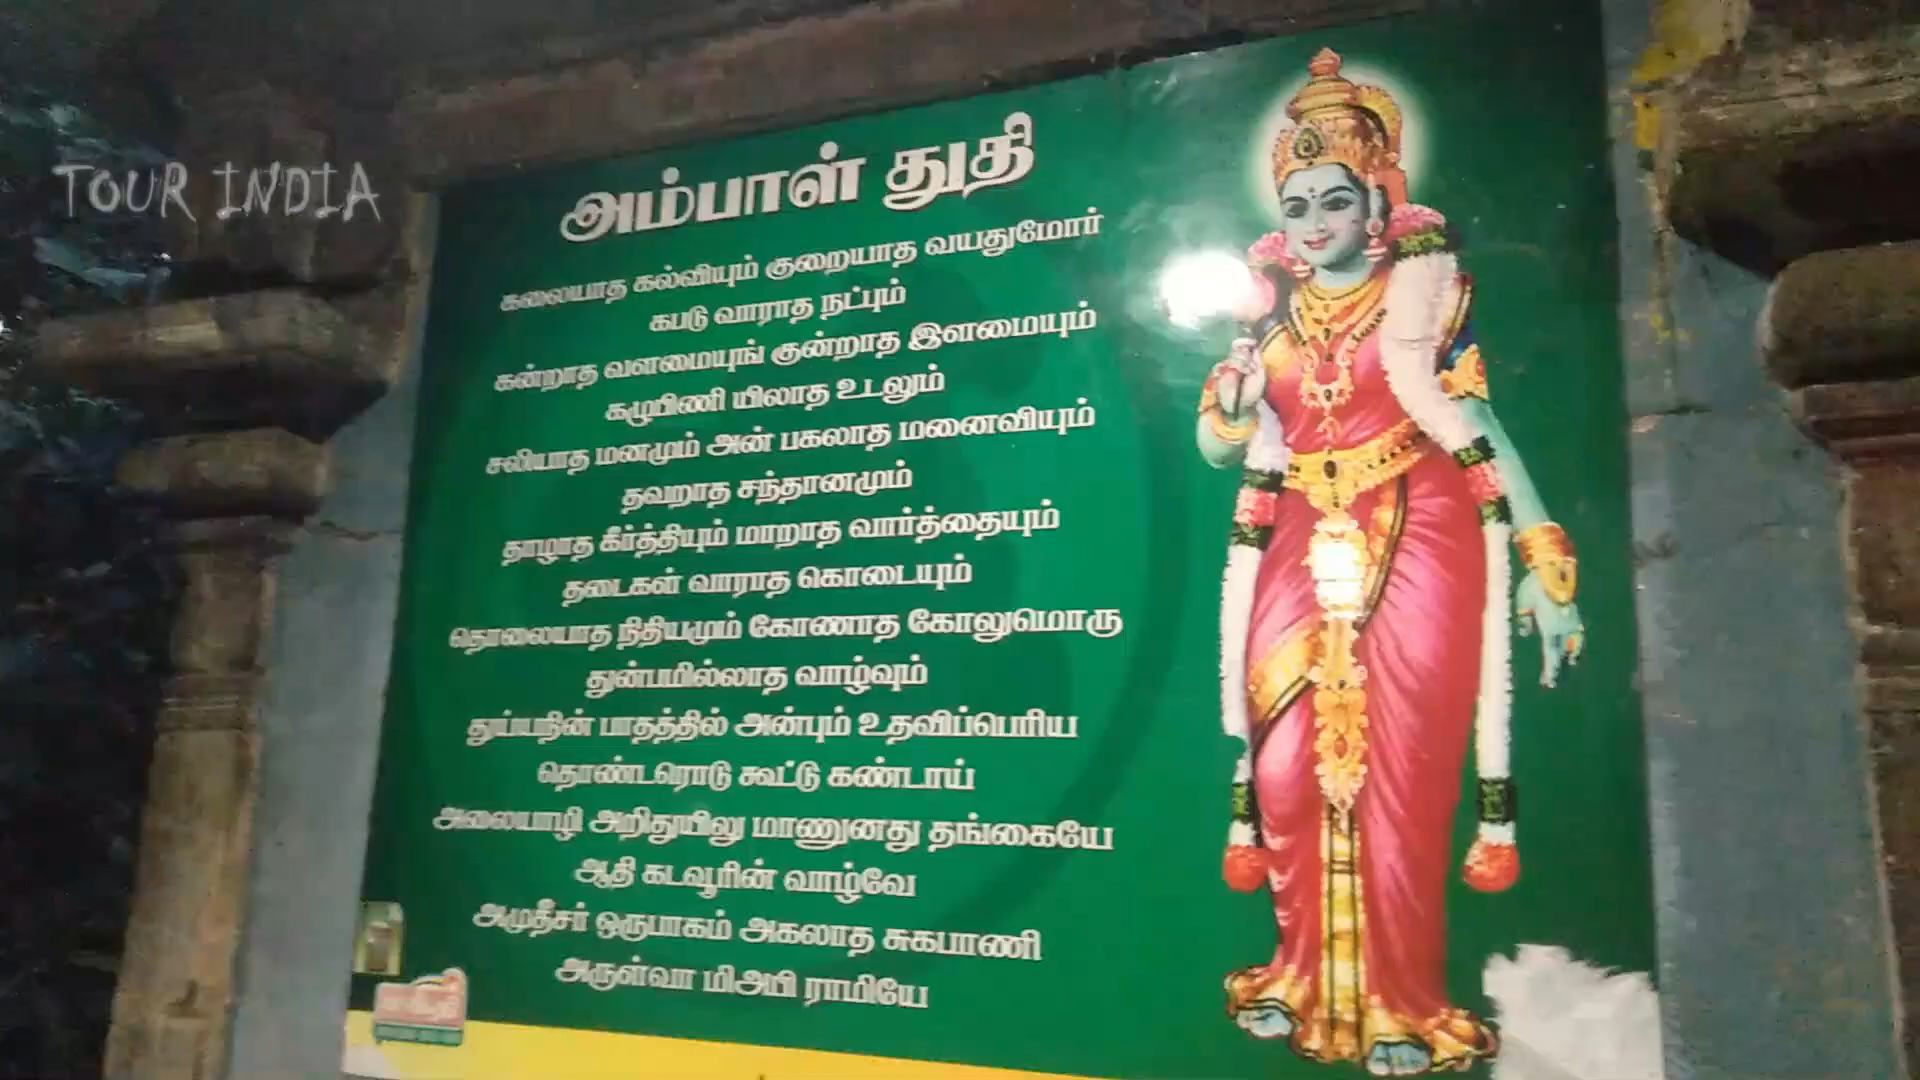 TOUR INDIA
அம்பாள் துதி
கலையாத கல்வியும் குறையாத வயதுமோர்
கபடு வாராத நட்பும்
கன்றாத வளமையுங் குன்றாத இளமையும்
கழுபிணி யிலாத உடலும்
சலியாத மனமும் அன் பகலாத மனைவியும்
தவறாத சந்தானமும்
தாழாத கீர்த்தியும் மாறாத வார்த்தையும்
தடைகள் வாராத கொடையும்
தொலையாத நிதியமும் கோணாத கோலுமொரு
துன்பமில்லாத வாழ்வும்
துய்யநின் பாதத்தில் அன்பும் உதவிப்பெரிய
தொண்டரொடு கூட்டு கண்டாய்
அலையாழி அறிதுயிலு மாணுனது தங்கையே
ஆதி கடவூரின் வாழ்வே
அமுதீசர் ஒருபாகம் அகலாத சுகபாணி
அருள்வா மிஅபி ராமியே